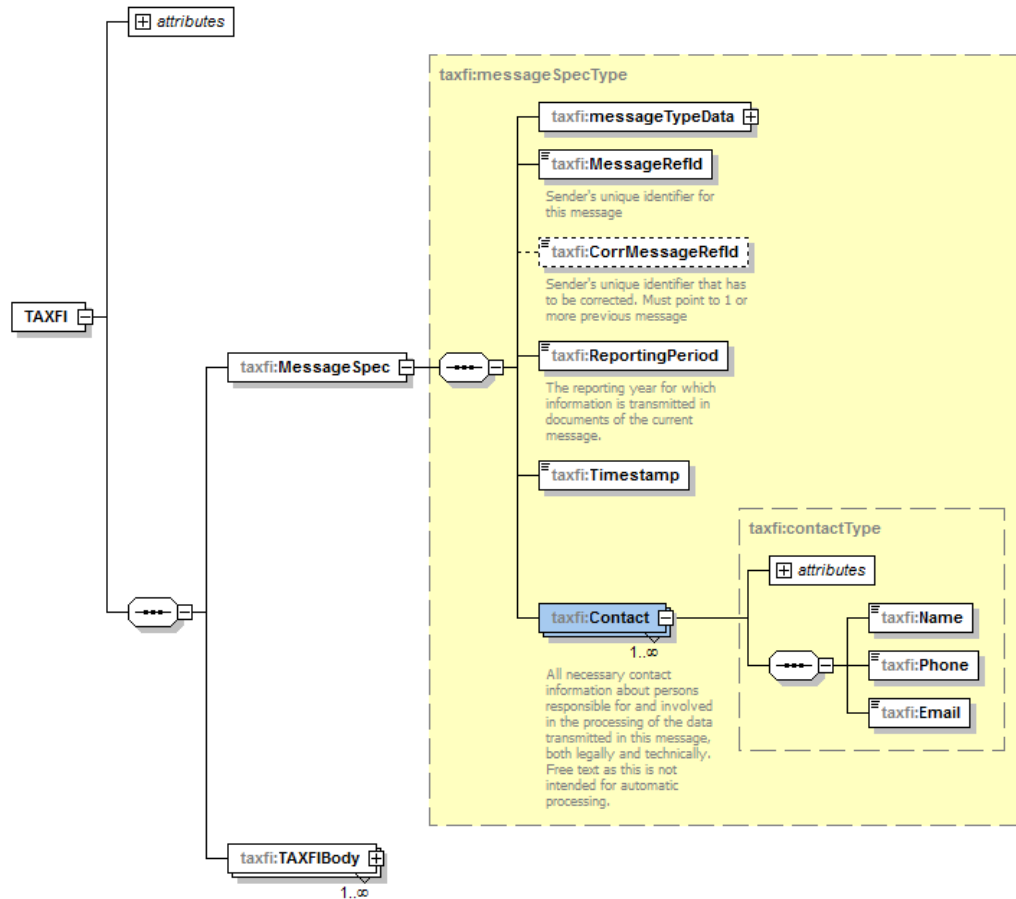 attributes
taxfi:messageSpecType
taxfi:messageTypeData
taxfi:MessageRefId
Sender's unique identifier for
this message
taxfi:CorrMessageRefId
Sender's unique identifier that has
to be corrected. Must point to 1 or
more previous message
TAXFI
taxfi:MessageSpec
taxfi:ReportingPeriod
The reporting year for which
information is transmitted in
documents of the current
message.
taxfi:Timestamp
taxfi:contactType
attributes
taxfi:Contact
1..∞
taxfi:Name
taxfi:Phone
taxfi:Email
All necessary contact
information about persons
responsible for and involved
in the processing of the data
transmitted in this message,
both legally and technically.
Free text as this is not
intended for automatic
processing.
taxfi:TAXFIBody
1..∞